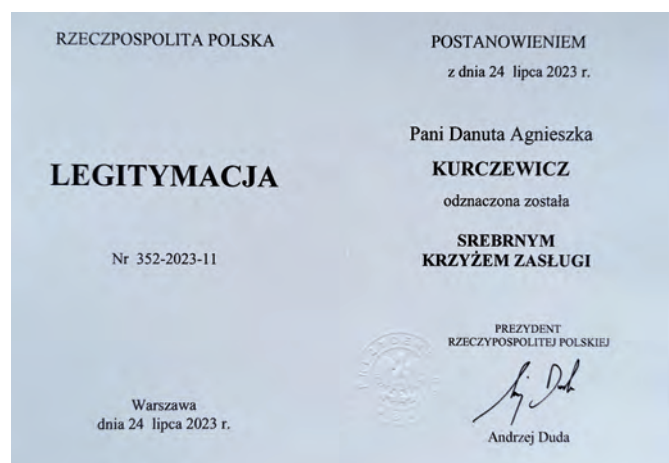 RZECZPOSPOLITA POLSKA
LEGITYMACJA
Nr 352-2023-11
Warszawa
dnia 24 lipca 2023 r.
POSTANOWIENIEM
z dnia 24 lipca 2023 r.
Pani Danuta Agnieszka
KURCZEWICZ
odznaczona została
SREBRNYM
KRZYŻEM ZASŁUGI
PREZYDENT
RZECZYPOSPOLITEJ POLSKIEJ
Andrzej Duda